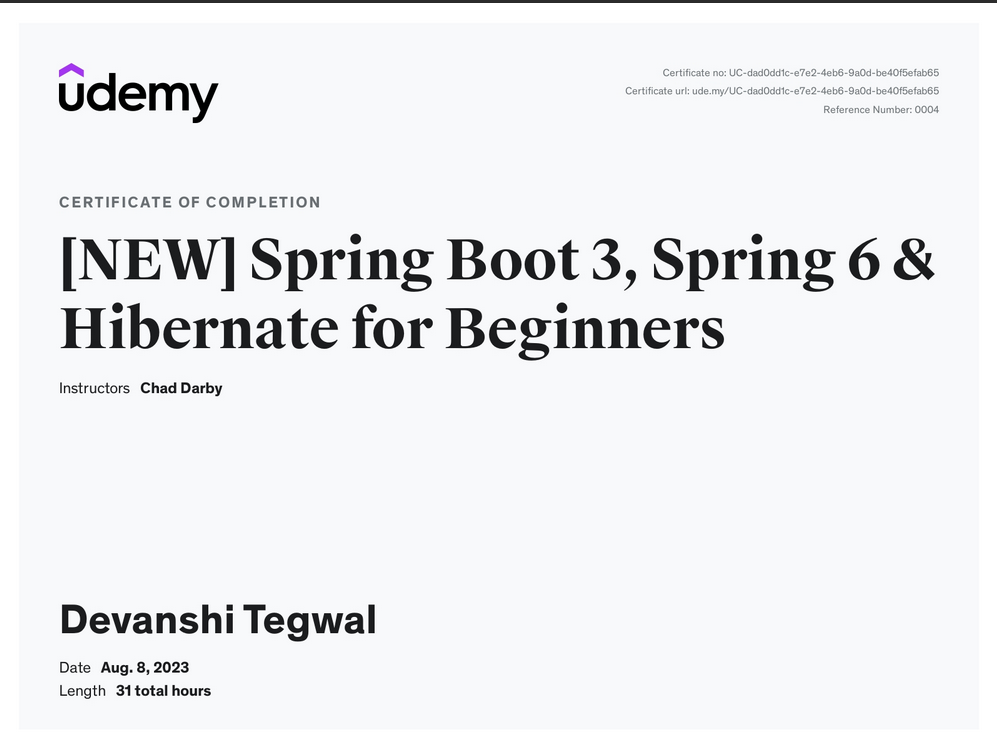 udemy
Certificate no: UC-dad0dd1c-e7e2-4eb6-9a0d-be40f5efab65
Certificate url: ude.my/UC-dad0dd1c-e7e2-4eb6-9a0d-be40f5efab65
Reference Number: 0004
CERTIFICATE OF COMPLETION
[NEW] Spring Boot 3, Spring 6 &
Hibernate for Beginners
Instructors Chad Darby
Devanshi Tegwal
Date Aug. 8, 2023
Length 31 total hours